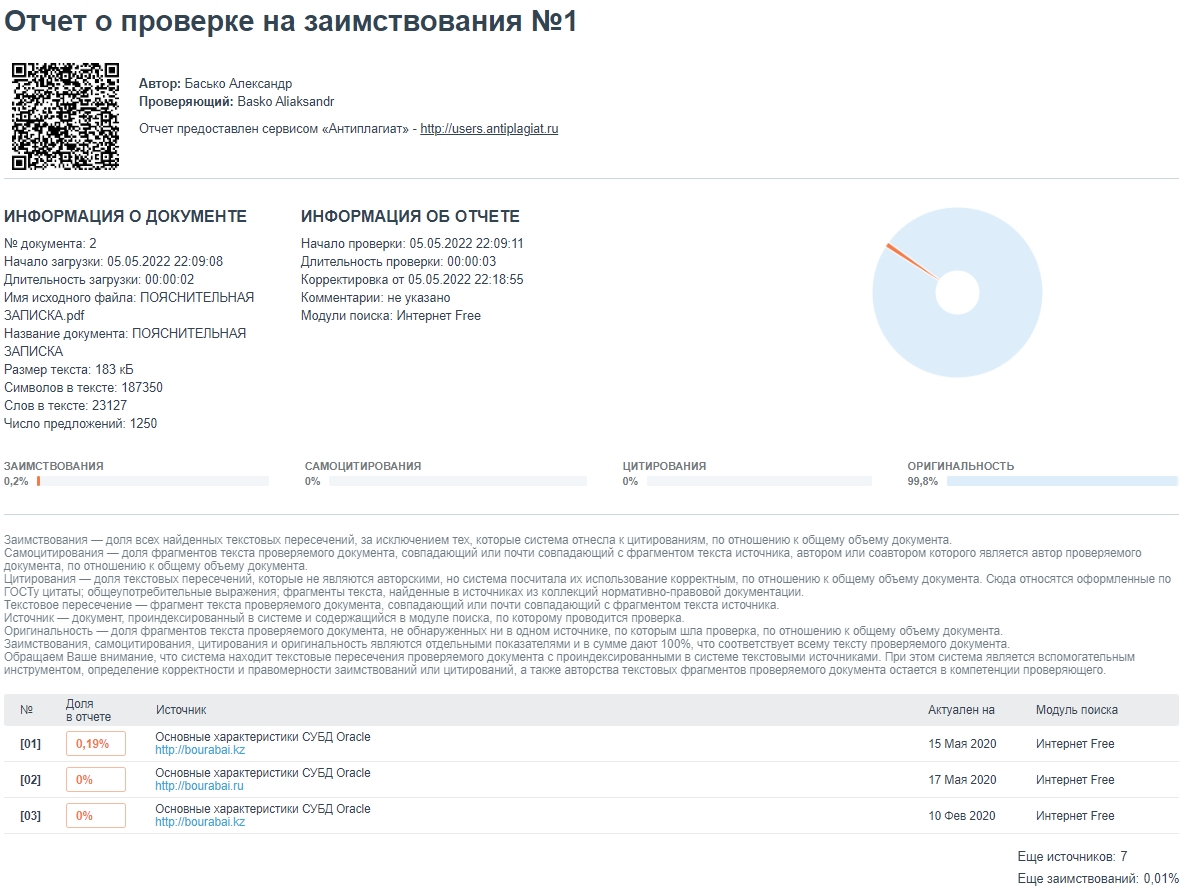 Отчет о проверке на заимствования №1
Автор: Басько Александр
Проверяющий: Basko Aliaksandr
Отчет предоставлен сервисом «Антиплагиат» - http://users.antiplagiat.ru
ИНФОРМАЦИЯ О ДОКУМЕНТЕ
№ документа: 2
Начало загрузки: 05.05.2022 22:09:08
Длительность загрузки: 00:00:02
Имя исходного файла: ПОЯСНИТЕЛЬНАЯ
ЗАПИСКА.pdf
Название документа: ПОЯСНИТЕЛЬНАЯ
ЗАПИСКА
Размер текста: 183 кБ
Символов в тексте: 187350
Слов в тексте: 23127
Число предложений: 1250
ИНФОРМАЦИЯ ОБ ОТЧЕТЕ
Начало проверки: 05.05.2022 22:09:11
Длительность проверки: 00:00:03
Корректировка от 05.05.2022 22:18:55
Комментарии: не указано
Модули поиска: Интернет Free
ЗАИМСТВОВАНИЯ
0,2%
САМОЦИТИРОВАНИЯ
0%
ЦИТИРОВАНИЯ
0%
ОРИГИНАЛЬНОСТЬ
99,8%
Заимствования — доля всех найденных текстовых пересечений, за исключением тех, которые система отнесла к цитированиям, по отношению к общему объему документа.
Самоцитирования — доля фрагментов текста проверяемого документа, совпадающий или почти совпадающий с фрагментом текста источника, автором или соавтором которого является автор проверяемого
документа, по отношению к общему объему документа.
Цитирования — доля текстовых пересечений, которые не являются авторскими, но система посчитала их использование корректным, по отношению к общему объему документа. Сюда относятся оформленные по
ГОСТу цитаты; общеупотребительные выражения; фрагменты текста, найденные в источниках из коллекций нормативно-правовой документации.
Текстовое пересечение — фрагмент текста проверяемого документа, совпадающий или почти совпадающий с фрагментом текста источника.
Источник — документ, проиндексированный в системе и содержащийся в модуле поиска, по которому проводится проверка.
Оригинальность — доля фрагментов текста проверяемого документа, не обнаруженных ни в одном источнике, по которым шла проверка, по отношению к общему объему документа.
Заимствования, самоцитирования, цитирования и оригинальность являются отдельными показателями и в сумме дают 100%, что соответствует всему тексту проверяемого документа.
Обращаем Ваше внимание, что система находит текстовые пересечения проверяемого документа с проиндексированными в системе текстовыми источниками. При этом система является вспомогательным
инструментом, определение корректности и правомерности заимствований или цитирований, а также авторства текстовых фрагментов проверяемого документа остается в компетенции проверяющего.
№ Доля в отчете Источник Актуален на Модуль поиска
[01] 0,19% Основные характеристики СУБД Oracle 15 Мая 2020 Интернет Free
http://bourabai.kz
[02] 0% Основные характеристики СУБД Oracle 17 Мая 2020 Интернет Free
http://bourabai.ru
[03] 0% Основные характеристики СУБД Oracle 10 Фев 2020 Интернет Free
http://bourabai.kz
Еще источников: 7
Еще заимствований: 0,01%